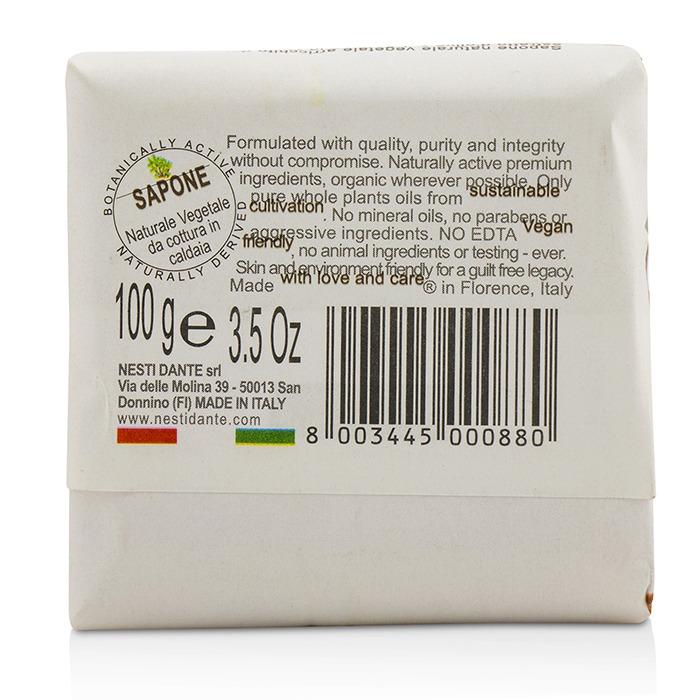 Sapone naturale vegetale arricchito
BOTANICALLY ACTIVE
SAPONE
Naturale Vegetale
da cottura in
caldaia
NATURALLY DERIVED
Formulated with quality, purity and integrity
without compromise. Naturally active premium
ingredients, organic wherever possible. Only
pure whole plants oils from sustainable
cultivation. No mineral oils, no parabens or
aggressive ingredients. NO EDTA Vegan
friendly, no animal ingredients or testing - ever.
Skin and environment friendly for a guilt free legacy.
Made with love and care® in Florence, Italy
100 g e 3.5 Oz
NESTI DANTE srl
Via delle Molina 39 - 50013 San
Donnino (FI) MADE IN ITALY
www.nestidante.com
8 003445 000880